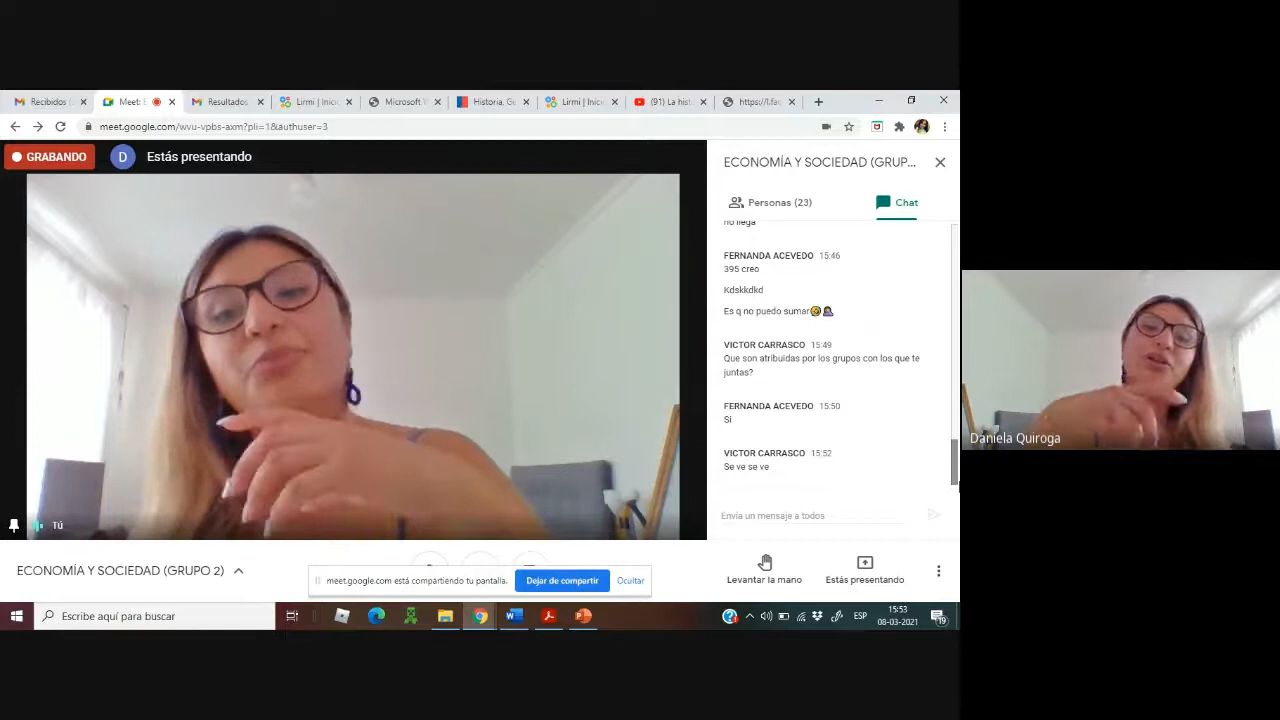 Recibidos
Meet: E
Resultados
Lirmi | Inic
Microsoft W
Historia, Ge
Lirmi | Inic
(91) La hist
https://l.fac
meet.google.com/wvu-vpbs-axm?pli=1&authuser=3
GRABANDO
D
Estás presentando
ECONOMÍA Y SOCIEDAD (GRUP...
Personas (23)
Chat
no llega
FERNANDA ACEVEDO 15:46
395 creo
Kdskkdkd
Es q no puedo sumar
VICTOR CARRASCO 15:49
Que son atribuidas por los grupos con los que te
juntas?
FERNANDA ACEVEDO 15:50
Si
VICTOR CARRASCO 15:52
Se ve se ve
Envía un mensaje a todos
Tú
Daniela Quiroga
ECONOMÍA Y SOCIEDAD (GRUPO 2)
meet.google.com está compartiendo tu pantalla.
Dejar de compartir
Ocultar
Levantar la mano
Estás presentando
Escribe aquí para buscar
ESP
15:53
08-03-2021
19